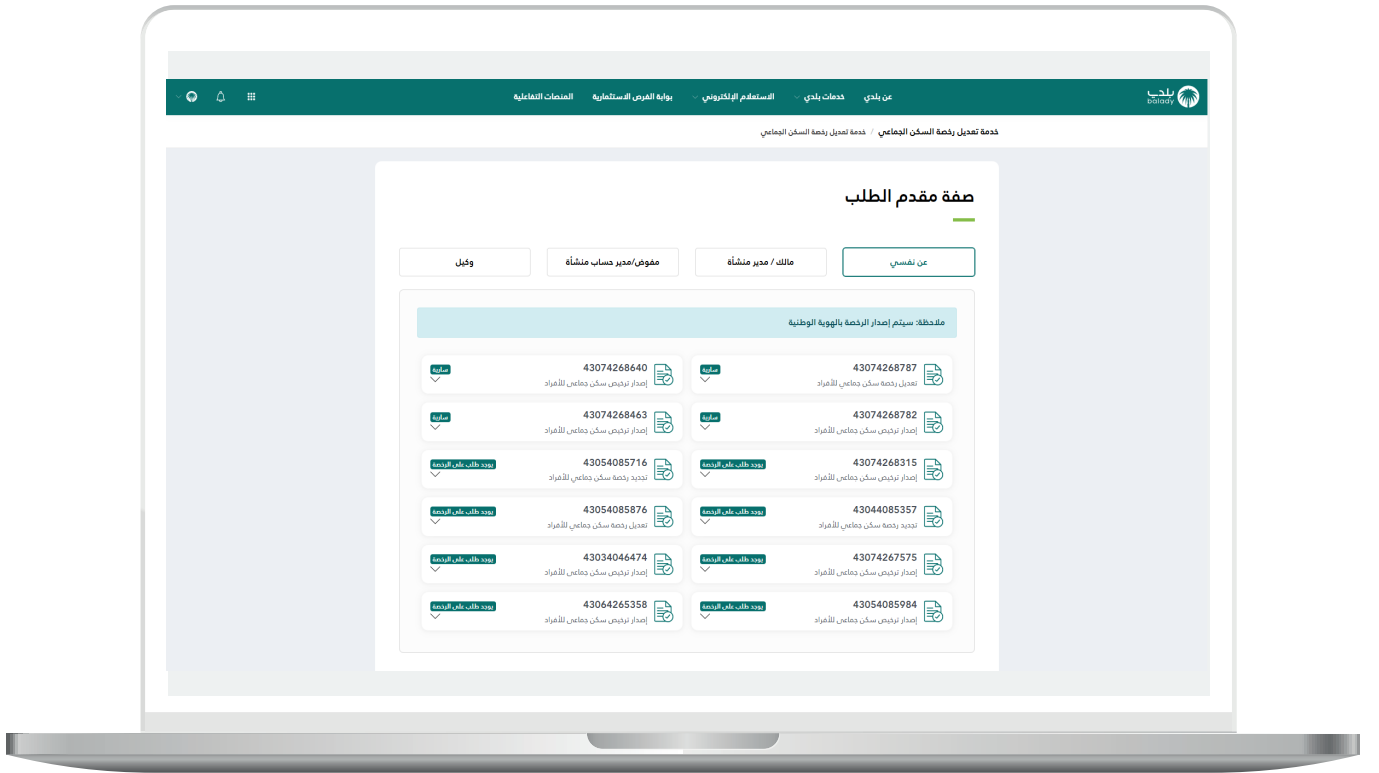 بلدي
balady
عن بلدي
خدمات بلدي
الاستعلام الإلكتروني
بوابة الفرص الاستثمارية
المنصات التفاعلية
خدمة تعديل رخصة السكن الجماعي / خدمة تعديل رخصة السكن الجماعي
صفة مقدم الطلب
عن نفسي
مالك / مدير منشأة
مفوض/مدير حساب منشأة
وكيل
ملاحظة: سيتم إصدار الرخصة بالهوية الوطنية
43074268787
سارية
تعديل رخصة سكن جماعي للأفراد
43074268640
سارية
إصدار ترخيص سكن جماعي للأفراد
43074268782
سارية
إصدار ترخيص سكن جماعي للأفراد
43074268463
سارية
إصدار ترخيص سكن جماعي للأفراد
43074268315
يوجد طلب على الرخصة
إصدار ترخيص سكن جماعي للأفراد
43054085716
يوجد طلب على الرخصة
تجديد رخصة سكن جماعي للأفراد
43044085357
يوجد طلب على الرخصة
تجديد رخصة سكن جماعي للأفراد
43054085876
يوجد طلب على الرخصة
تعديل رخصة سكن جماعي للأفراد
43074267575
يوجد طلب على الرخصة
إصدار ترخيص سكن جماعي للأفراد
43034046474
يوجد طلب على الرخصة
إصدار ترخيص سكن جماعي للأفراد
43054085984
يوجد طلب على الرخصة
إصدار ترخيص سكن جماعي للأفراد
43064265358
يوجد طلب على الرخصة
إصدار ترخيص سكن جماعي للأفراد